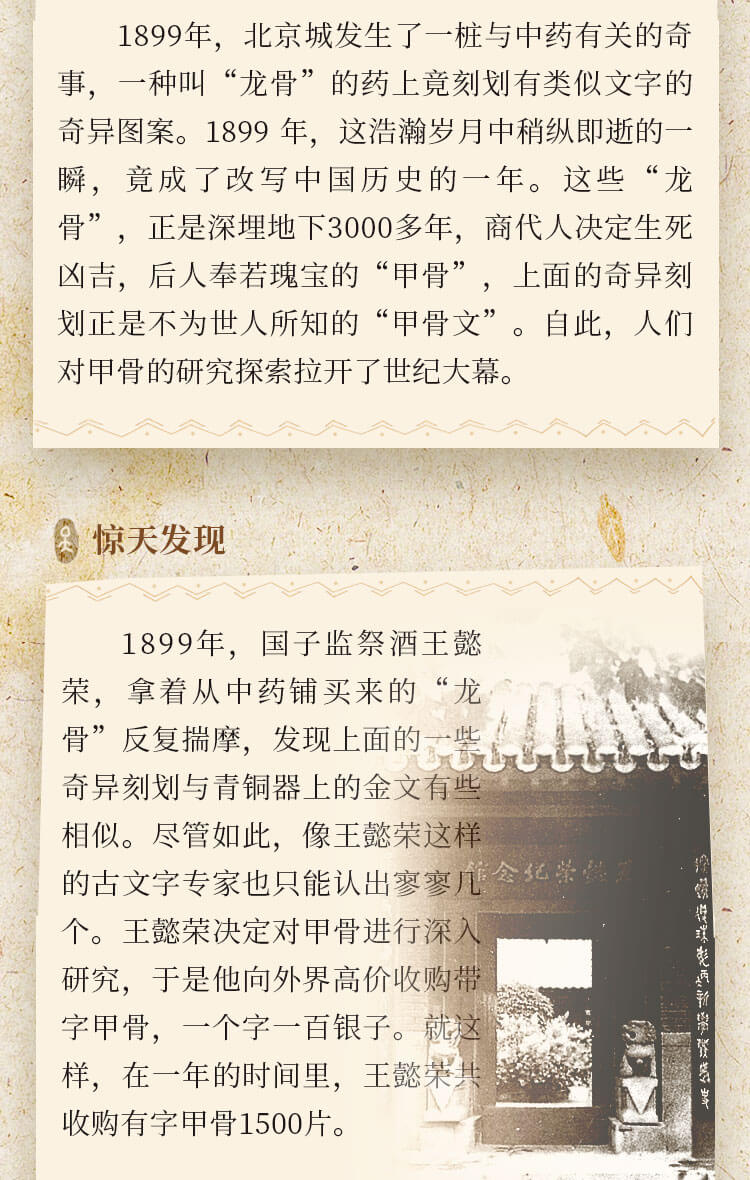 1899年，北京城发生了一桩与中药有关的奇
事，一种叫“龙骨”的药上竟刻划有类似文字的
奇异图案。1899 年，这浩瀚岁月中稍纵即逝的一
瞬，竟成了改写中国历史的一年。这些“龙
骨”，正是深埋地下3000多年，商代人决定生死
凶吉，后人奉若瑰宝的“甲骨”，上面的奇异刻
划正是不为世人所知的“甲骨文”。自此，人们
对甲骨的研究探索拉开了世纪大幕。
惊天发现
1899年，国子监祭酒王懿
荣，拿着从中药铺买来的“龙
骨”反复揣摩，发现上面的一些
奇异刻划与青铜器上的金文有些
相似。尽管如此，像王懿荣这样
的古文字专家也只能认出寥寥几
个。王懿荣决定对甲骨进行深入
研究，于是他向外界高价收购带
字甲骨，一个字一百银子。就这
样，在一年的时间里，王懿荣共
收购有字甲骨1500片。
馆念纪荣懿